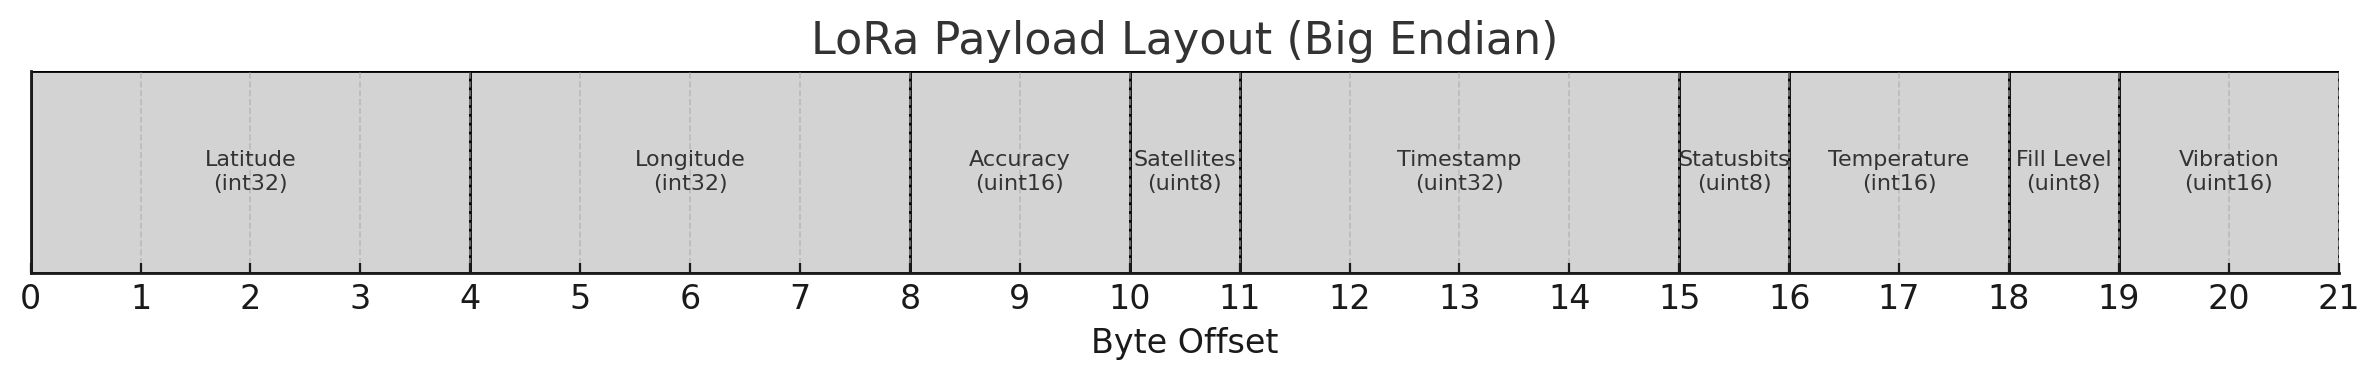 LoRa Payload Layout (Big Endian)
Latitude
(int32)
Longitude
(int32)
Accuracy
(uint16)
Satellites
(uint8)
Timestamp
(uint32)
Statusbits
(uint8)
Temperature
(int16)
Fill Level
(uint8)
Vibration
(uint16)
0 1 2 3 4 5 6 7 8 9 10 11 12 13 14 15 16 17 18 19 20 21
Byte Offset